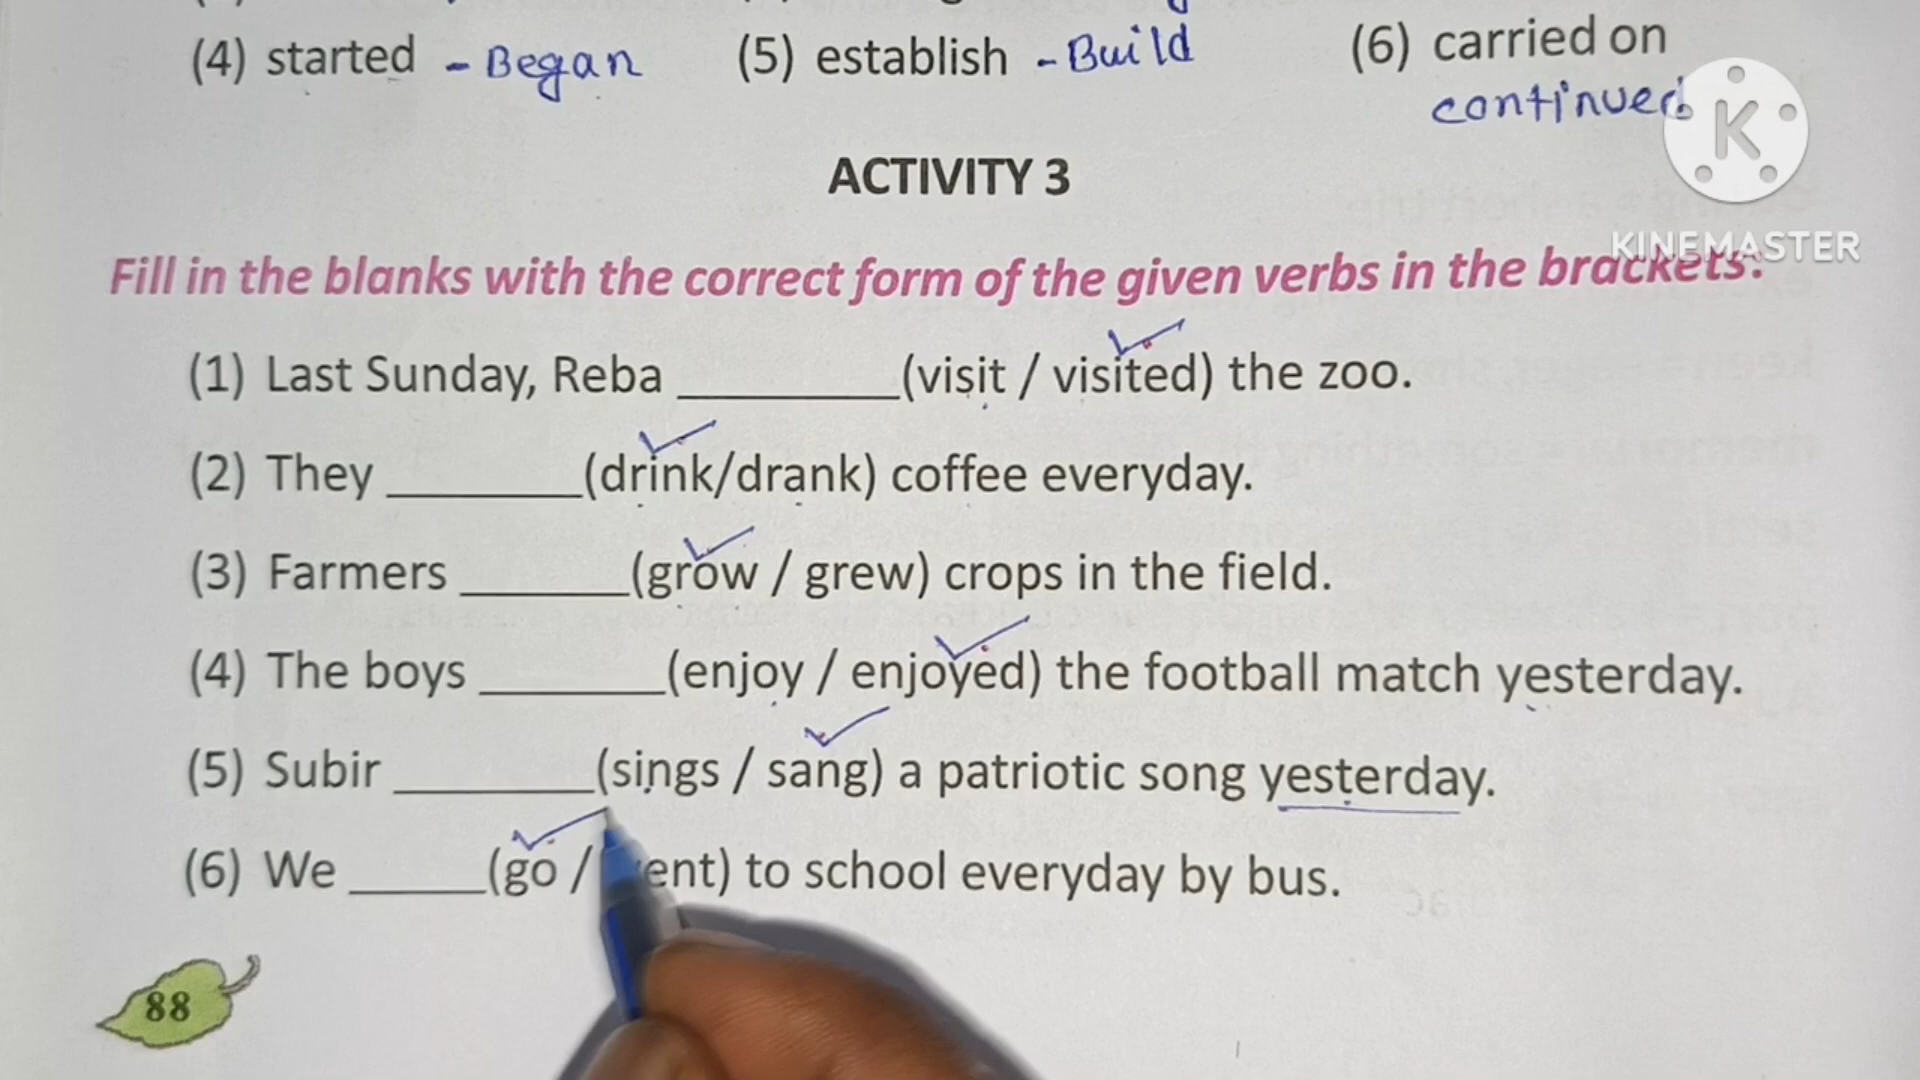 (4) started - Began (5) establish - Build (6) carried on
continued
K
KINEMASTER
ACTIVITY 3
Fill in the blanks with the correct form of the given verbs in the brackets:
(1) Last Sunday, Reba __________(visit / visited) the zoo.
(2) They _________(drink/drank) coffee everyday.
(3) Farmers ________(grow / grew) crops in the field.
(4) The boys ________(enjoy / enjoyed) the football match yesterday.
(5) Subir _________(sings / sang) a patriotic song yesterday.
(6) We ______(go / ent) to school everyday by bus.
88